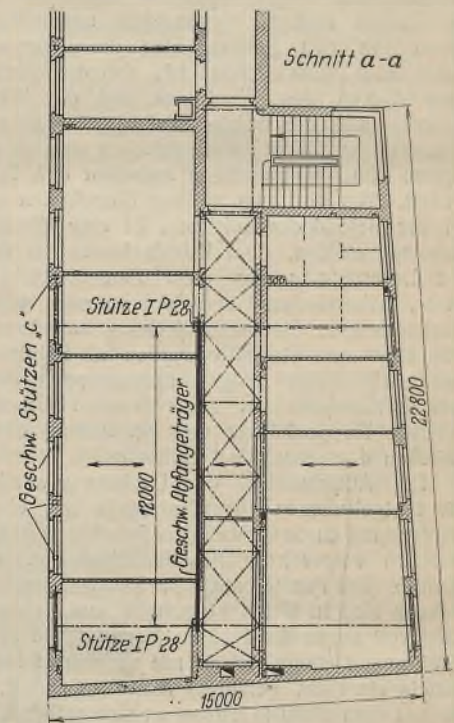 Schnitt a-a
Stütze I P 28
Geschw. Stützen „c"
Geschw. Abfangeträger
12000
22800
Stütze I P 28
15000